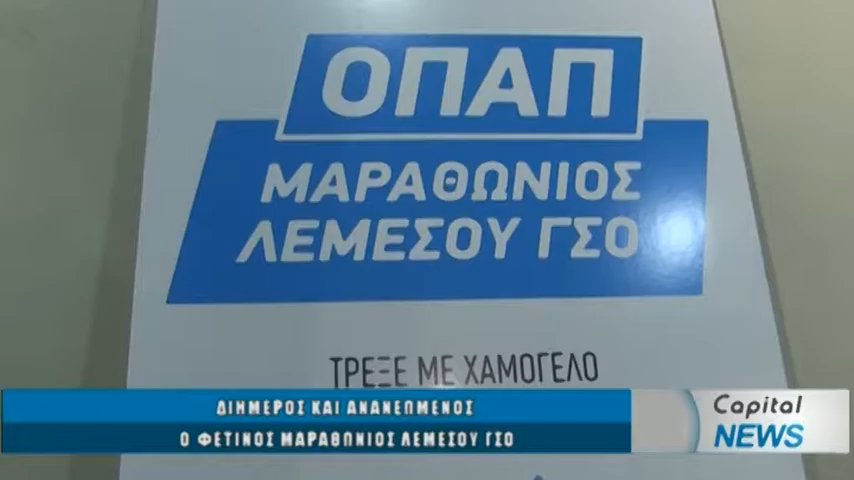 ΟΠΑΠ
ΜΑΡΑΘΩΝΙΟΣ
ΛΕΜΕΣΟΥ ΓΣΟ
ΤΡΕΞΕ ΜΕ ΧΑΜΟΓΕΛΟ
ΔΙΗΜΕΡΟΣ ΚΑΙ ΑΝΑΝΕΩΜΕΝΟΣ
Ο ΦΕΤΙΝΟΣ ΜΑΡΑΘΩΝΙΟΣ ΛΕΜΕΣΟΥ ΓΣΟ
Capital
NEWS